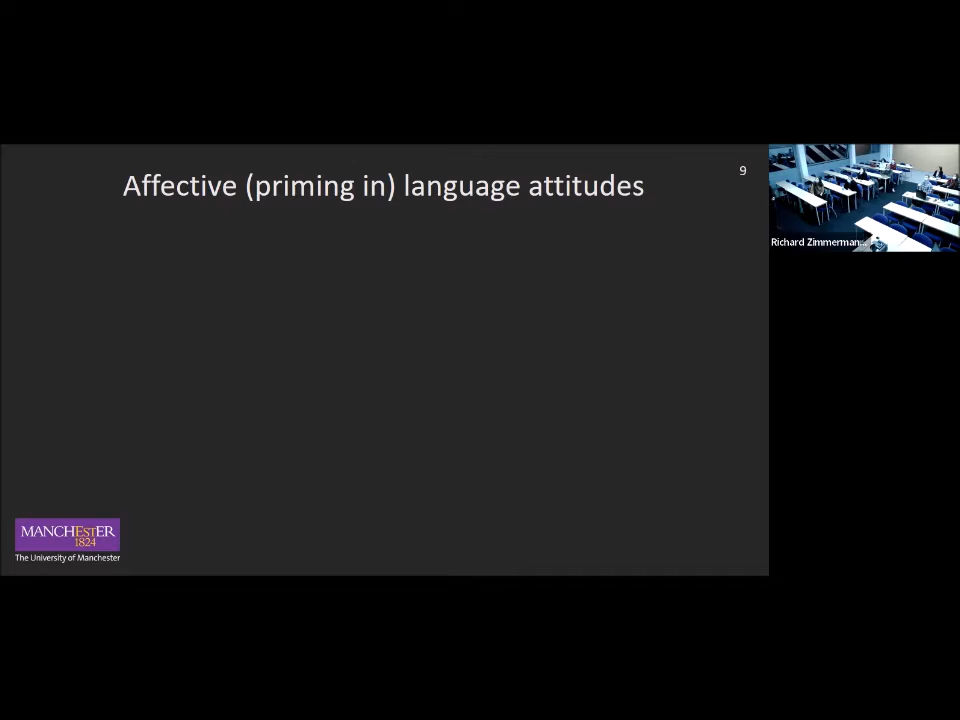 Affective (priming in) language attitudes
9
Richard Zimmerman...
MANCHESTER
1824
The University of Manchester